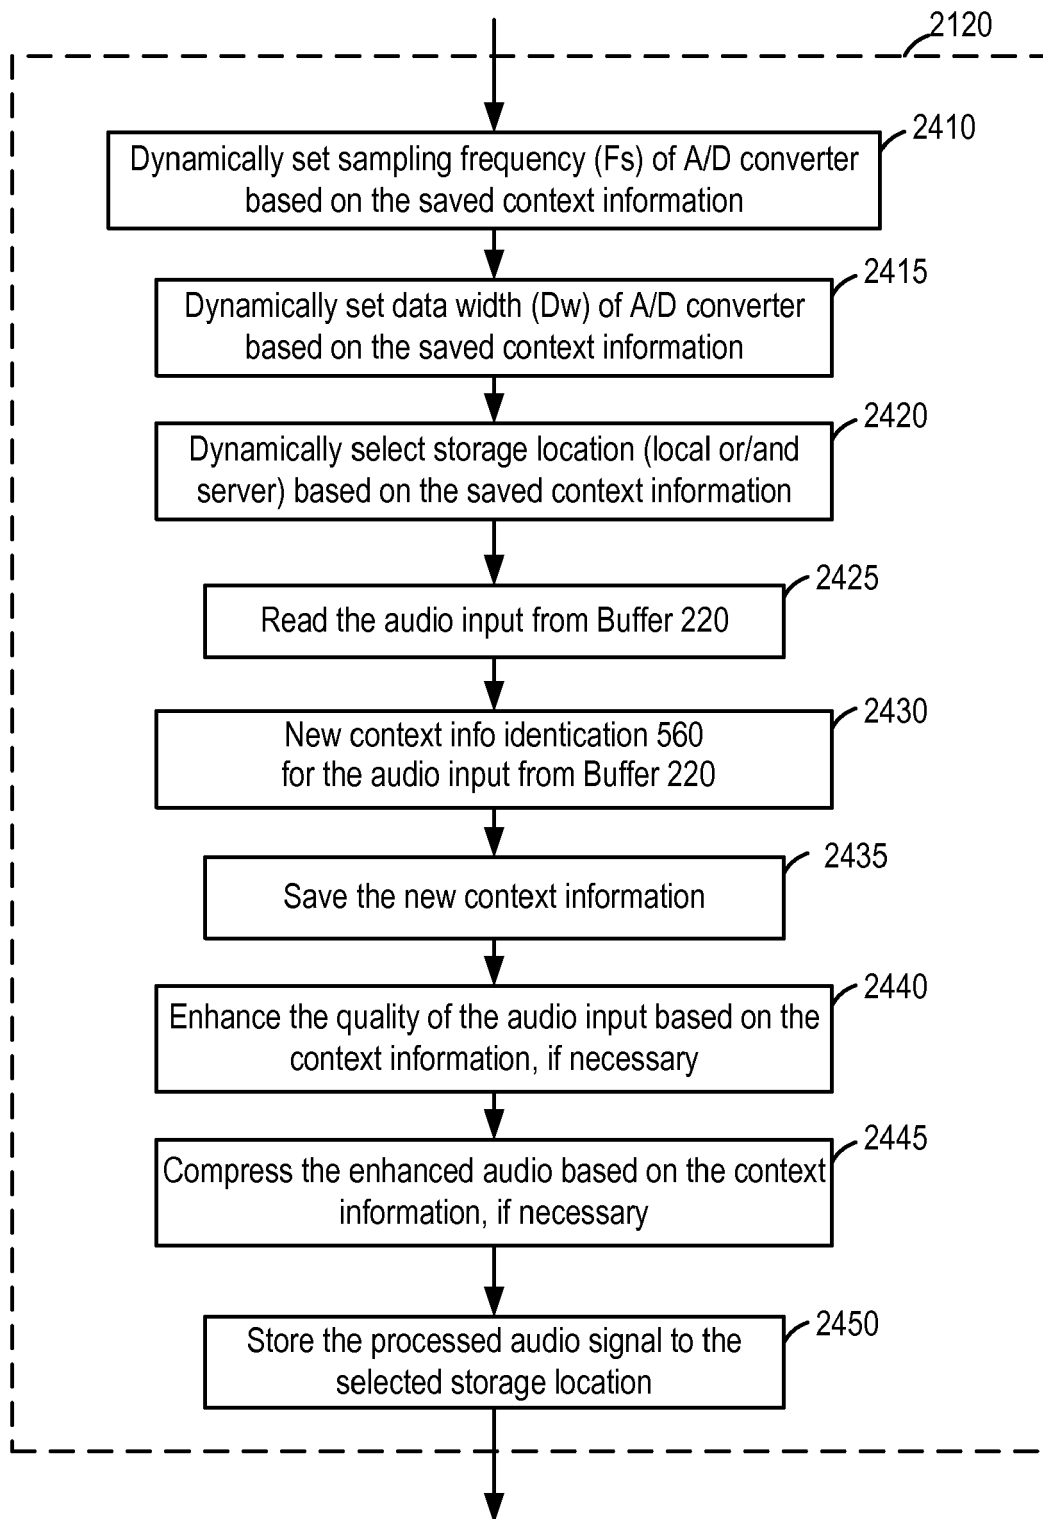 2120
2410
Dynamically set sampling frequency (Fs) of A/D converter
based on the saved context information
2415
Dynamically set data width (Dw) of A/D converter
based on the saved context information
2420
Dynamically select storage location (local or/and
server) based on the saved context information
2425
Read the audio input from Buffer 220
2430
New context info identication 560
for the audio input from Buffer 220
2435
Save the new context information
2440
Enhance the quality of the audio input based on the
context information, if necessary
2445
Compress the enhanced audio based on the context
information, if necessary
2450
Store the processed audio signal to the
selected storage location